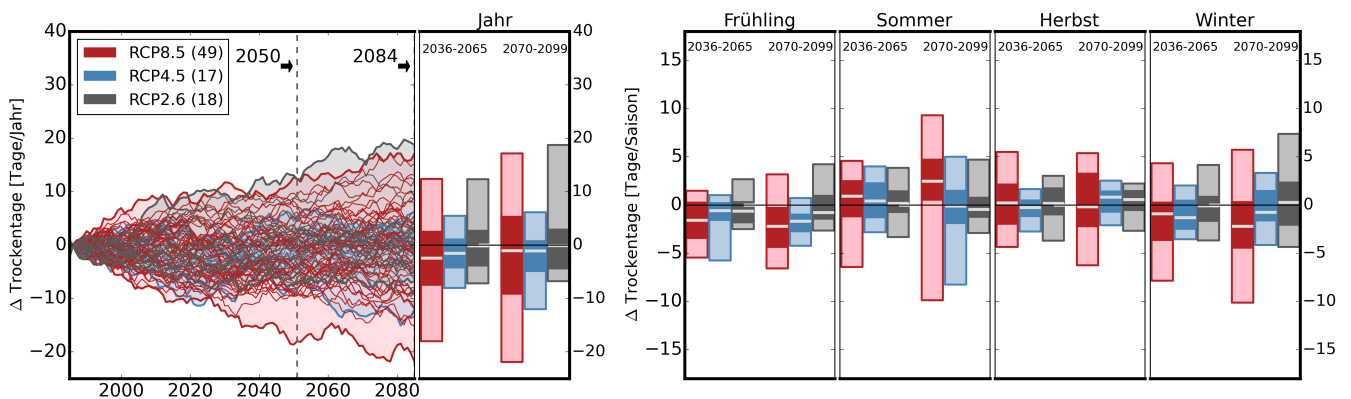 Jahr
Frühling Sommer Herbst Winter
40 40
RCP8.5 (49)
RCP4.5 (17)
RCP2.6 (18)
2050 2084
2036-2065 2070-2099
2036-2065 2070-2099
2036-2065 2070-2099
2036-2065 2070-2099
2036-2065 2070-2099
Δ Trockentage [Tage/Jahr]
30 30
20 20
10 10
0 0
−10 −10
−20 −20
2000 2020 2040 2060 2080
Δ Trockentage [Tage/Saison]
15 15
10 10
5 5
0 0
−5 −5
−10 −10
−15 −15